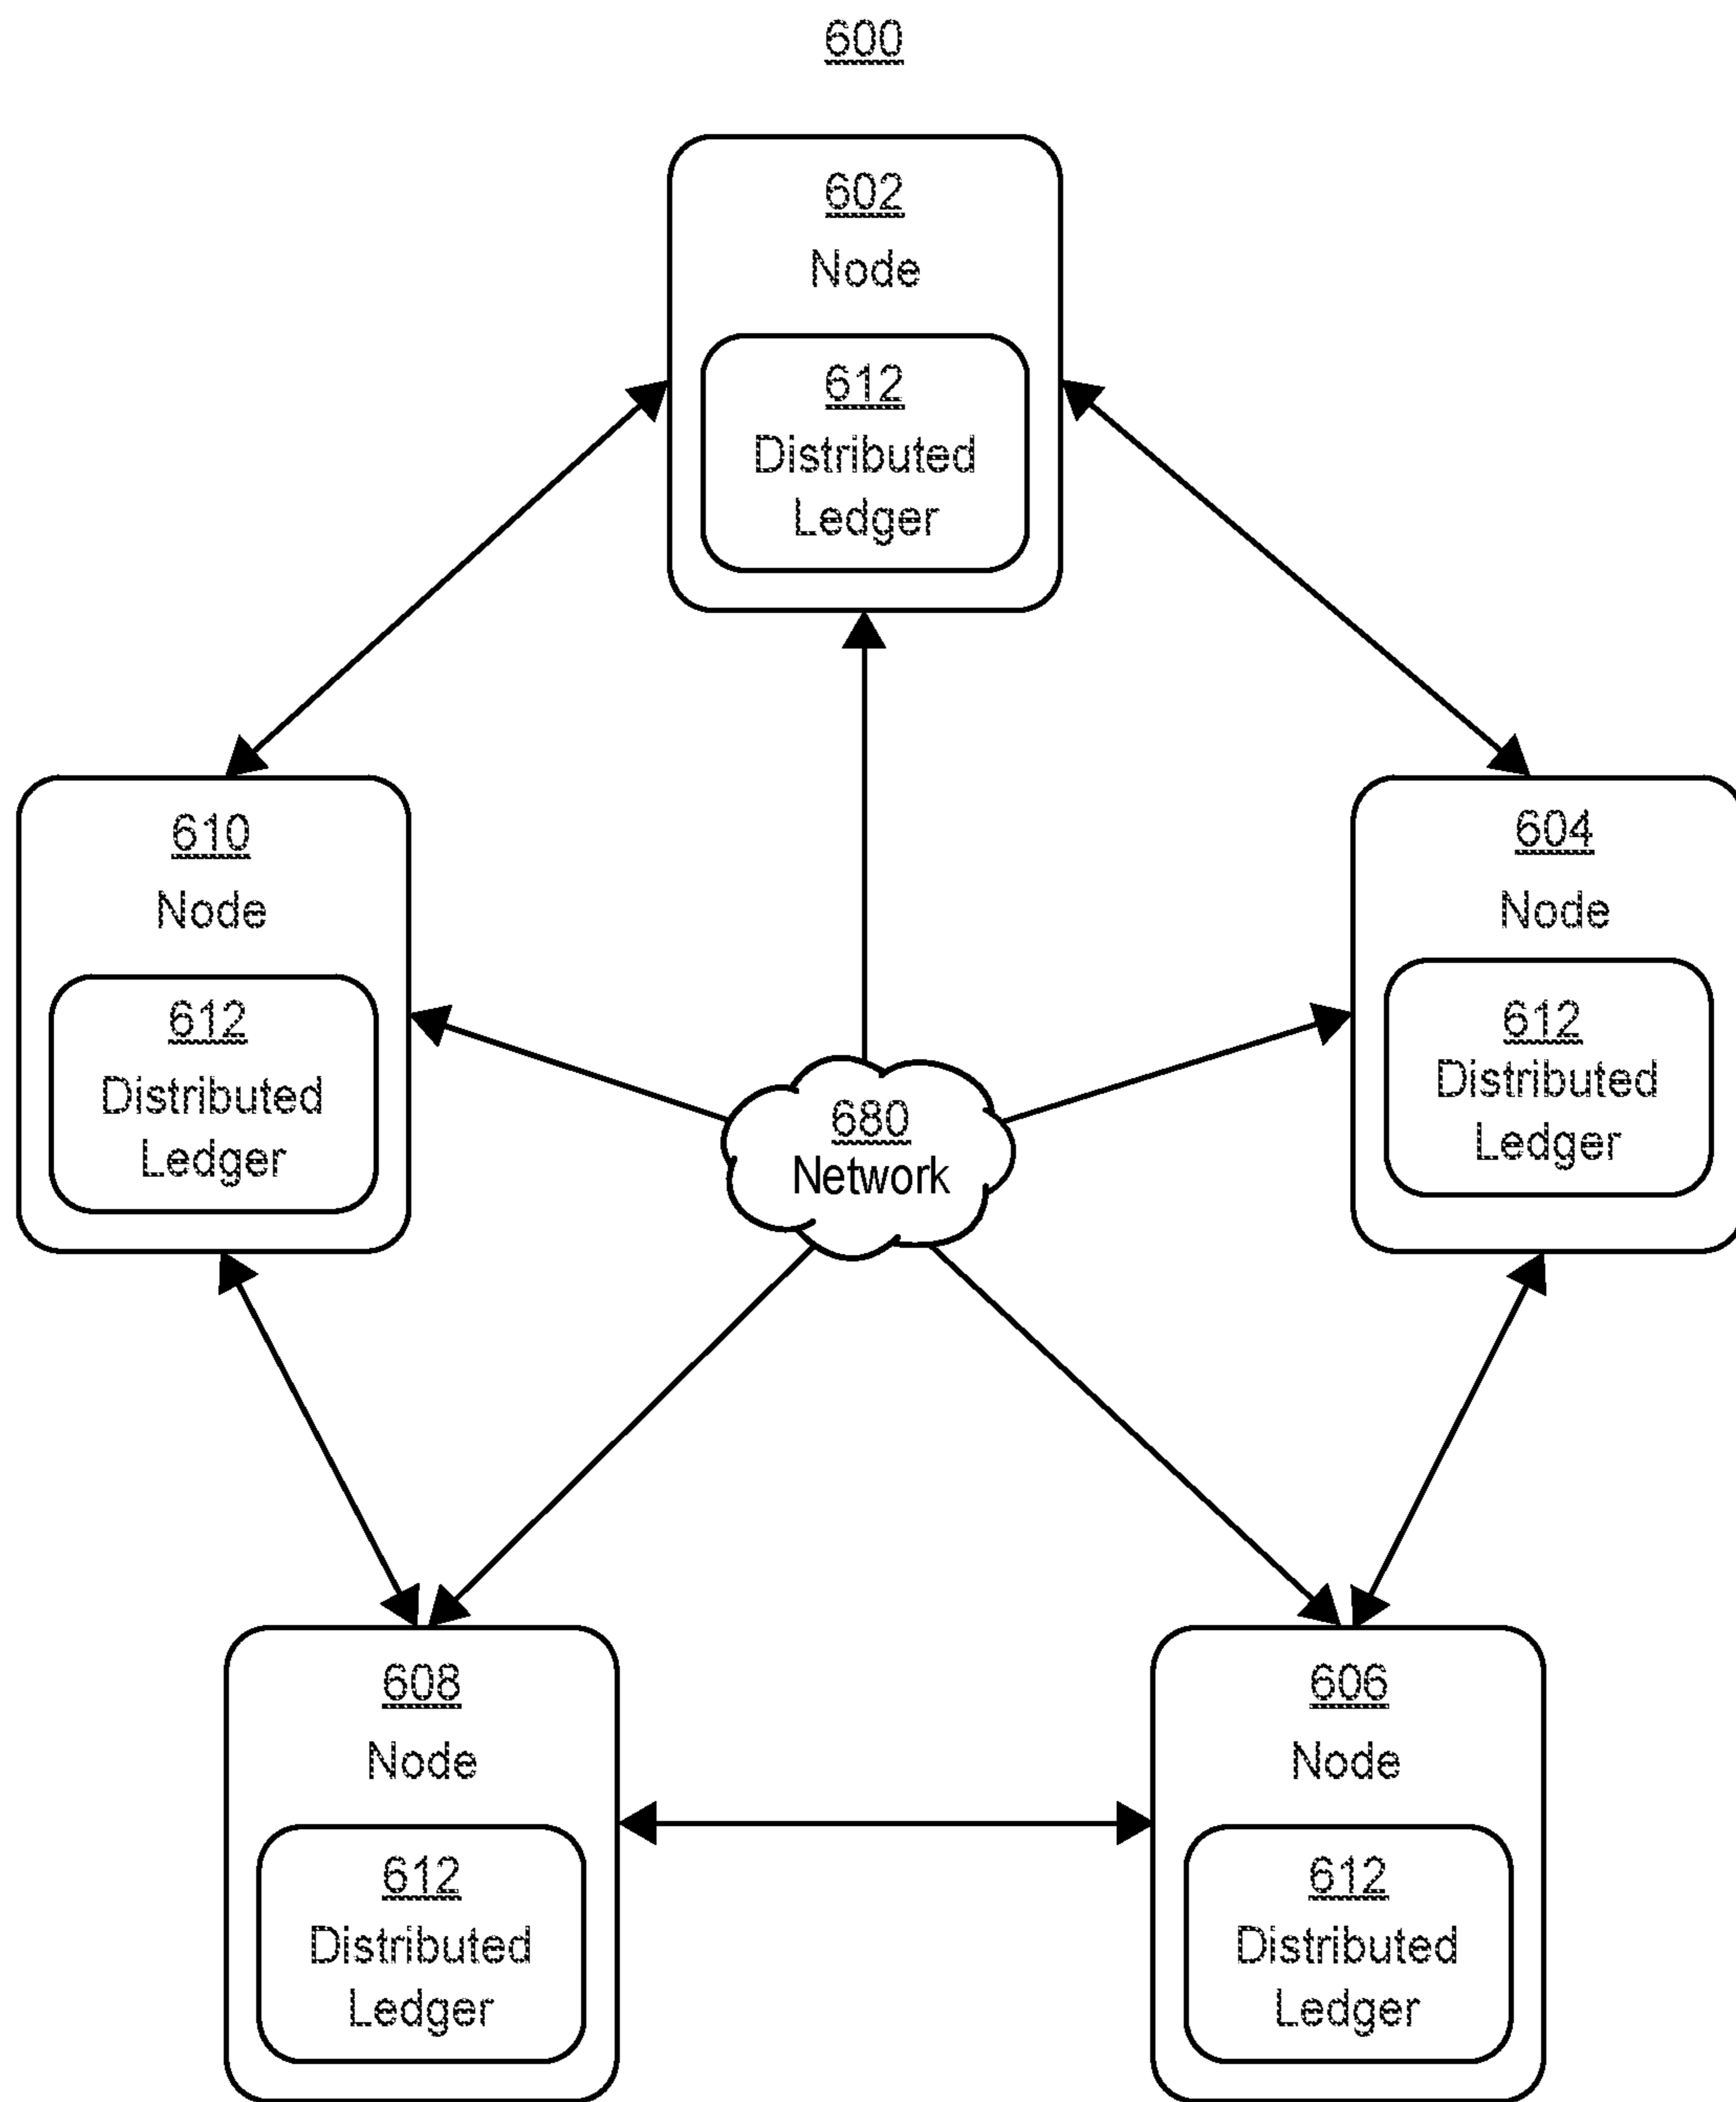 600
602
Node
612
Distributed
Ledger
610
Node
612
Distributed
Ledger
604
Node
612
Distributed
Ledger
680
Network
608
Node
612
Distributed
Ledger
606
Node
612
Distributed
Ledger